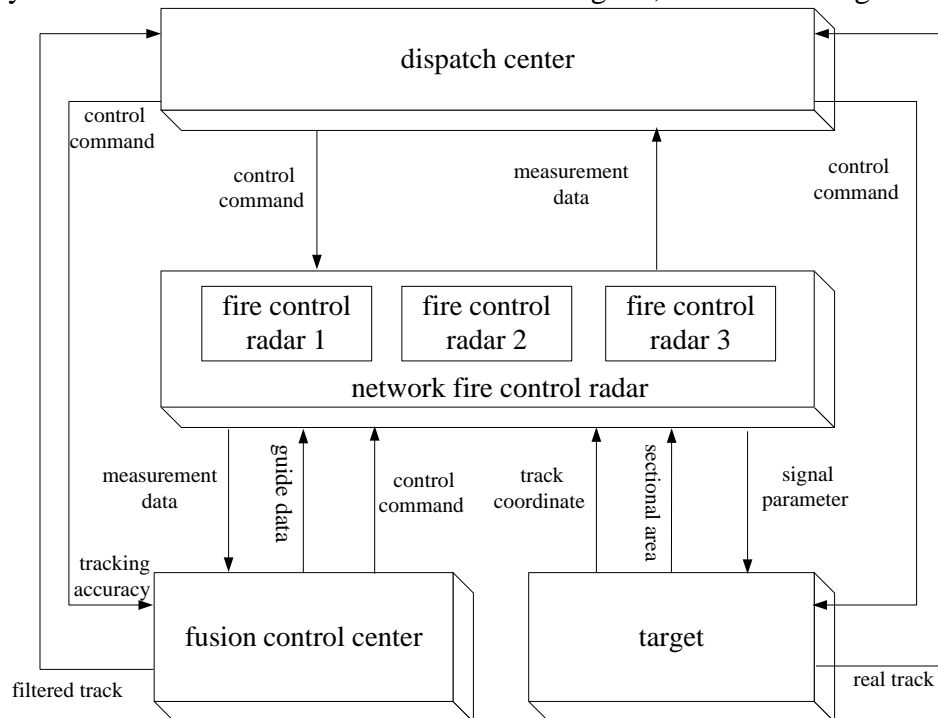 dispatch center
control
command
control
command
measurement
data
control
command
fire control
radar 1
fire control
radar 2
fire control
radar 3
network fire control radar
measurement
data
guide data
control
command
track
coordinate
sectional area
signal
parameter
tracking
accuracy
fusion control center
target
filtered track
real track